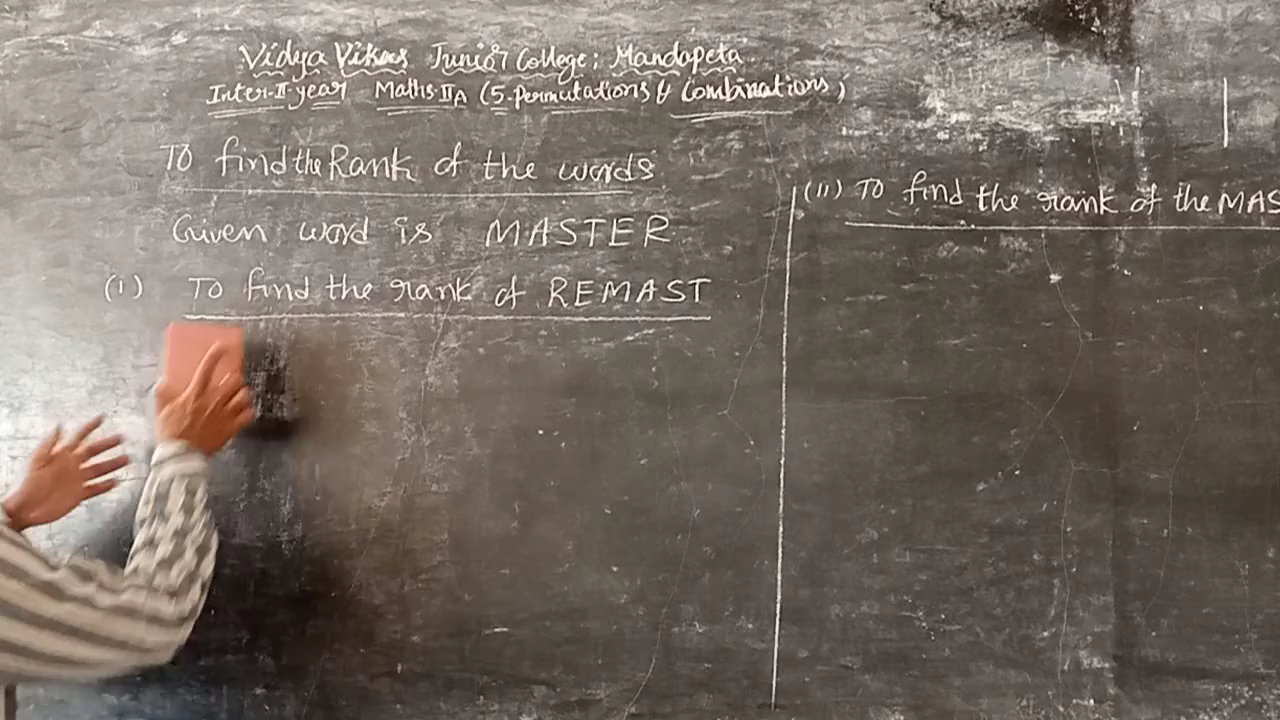 Vidya Vikas Junior College; Mandapeta
Inter-II-year Maths-IIA (5. Permutations & Combinations)
To find the Rank of the words
Given word is MASTER
(I) To find the rank of REMAST
(II) To find the rank of the MAS